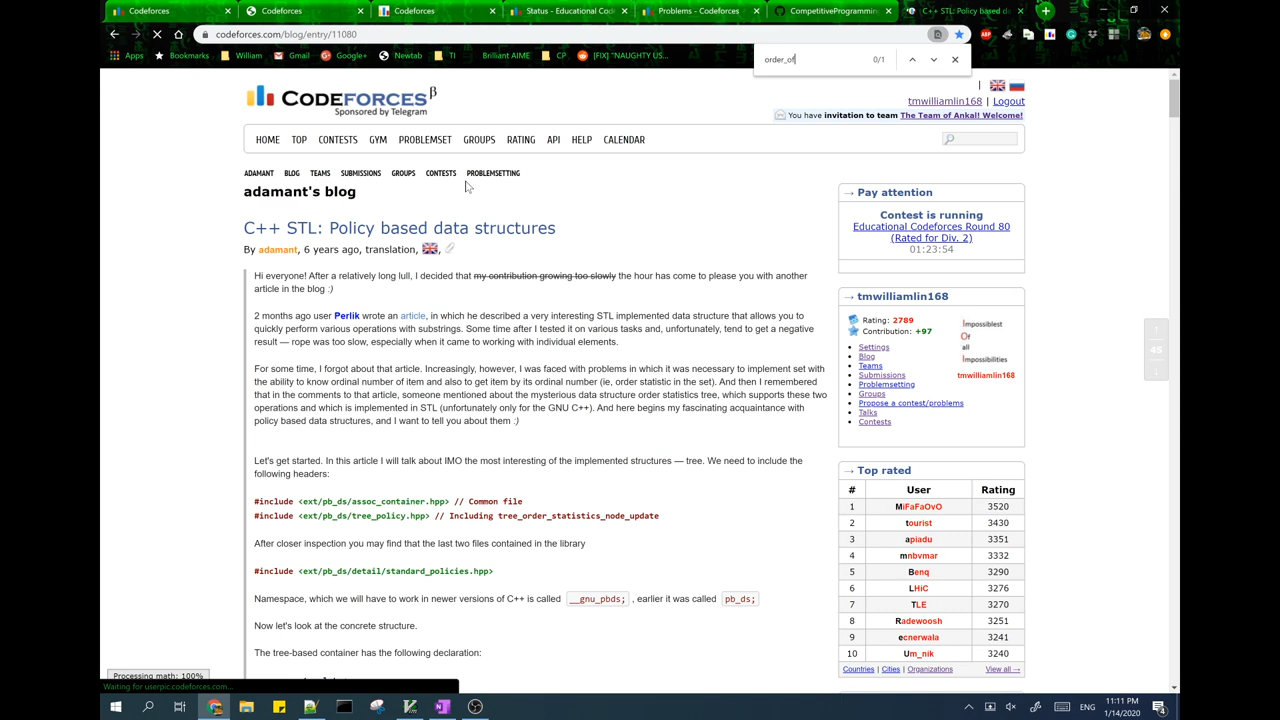 Codeforces
Codeforces
Codeforces
Status - Educational Cod
Problems - Codeforces
CompetitiveProgrammin
C++ STL: Policy based d
codeforces.com/blog/entry/11080
Apps
Bookmarks
William
Gmail
Horje
Newtab
TI
Blogewoosh AIME
CP
[FIX] "NAUGHTY US...
order_of
0/1
CODEFORCES β
Sponsored by Telegram
tmwilliamlin168 | Logout
You have invitation to team The Team of Ankal! Welcome!
HOME TOP CONTESTS GYM PROBLEMSET GROUPS RATING API HELP CALENDAR
ADAMANT BLOG TEAMS SUBMISSIONS GROUPS CONTESTS PROBLEMSETTING
adamant's blog
C++ STL: Policy based data structures
By adamant, 6 years ago, translation,
Hi everyone! After a relatively long lull, I decided that my contribution growing too slowly the hour has come to please you with another
article in the blog :)
2 months ago user Perlik wrote an article, in which he described a very interesting STL implemented data structure that allows you to
quickly perform various operations with substrings. Some time after I tested it on various tasks and, unfortunately, tend to get a negative
result — rope was too slow, especially when it came to working with individual elements.
For some time, I forgot about that article. Increasingly, however, I was faced with problems in which it was necessary to implement set with
the ability to know ordinal number of item and also to get item by its ordinal number (ie, order statistic in the set). And then I remembered
that in the comments to that article, someone mentioned about the mysterious data structure order statistics tree, which supports these two
operations and which is implemented in STL (unfortunately only for the GNU C++). And here begins my fascinating acquaintance with
policy based data structures, and I want to tell you about them :)
Let's get started. In this article I will talk about IMO the most interesting of the implemented structures — tree. We need to include the
following headers:
#include <ext/pb_ds/assoc_container.hpp> // Common file
#include <ext/pb_ds/tree_policy.hpp> // Including tree_order_statistics_node_update
After closer inspection you may find that the last two files contained in the library
#include <ext/pb_ds/detail/standard_policies.hpp>
Namespace, which we will have to work in newer versions of C++ is called __gnu_pbds; , earlier it was called pb_ds;
Now let's look at the concrete structure.
The tree-based container has the following declaration:
→ Pay attention
Contest is running
Educational Codeforces Round 80
(Rated for Div. 2)
01:23:54
→ tmwilliamlin168
Rating: 2789
Contribution: +97
Settings
Blog
Teams
Submissions
Problemsetting
Groups
Propose a contest/problems
Talks
Contests
Impossiblest
Of
all
Impossibilities
tmwilliamlin168
→ Top rated
# User Rating
1 MiFaFaOvO 3520
2 tourist 3430
3 apiadu 3351
4 mnbvmar 3332
5 Benq 3290
6 LHiC 3276
7 TLE 3270
8 Radewoosh 3251
9 ecnerwala 3241
10 Um_nik 3240
Countries | Cities | Organizations View all →
↑
45
↓
Processing math: 100%
Waiting for userpic.codeforces.com...
ENG
11:11 PM
1/14/2020
4